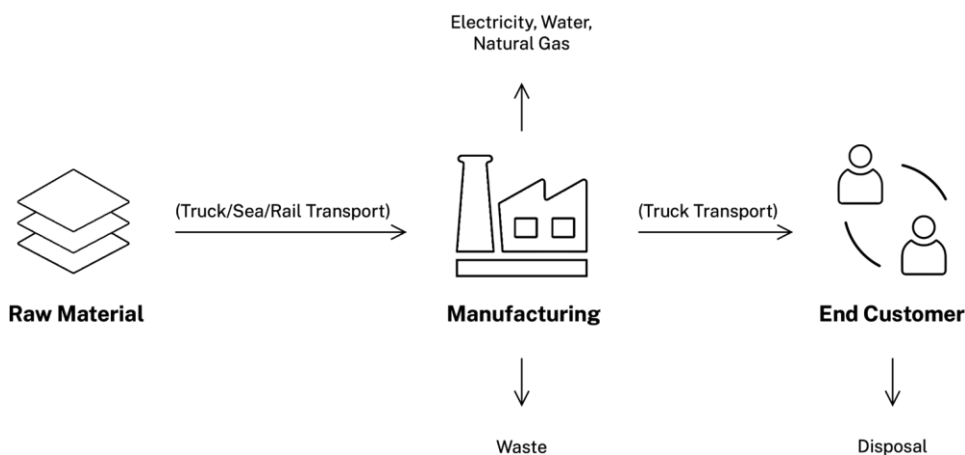 Electricity, Water,
Natural Gas
(Truck/Sea/Rail Transport)
(Truck Transport)
Raw Material
Manufacturing
End Customer
Waste
Disposal